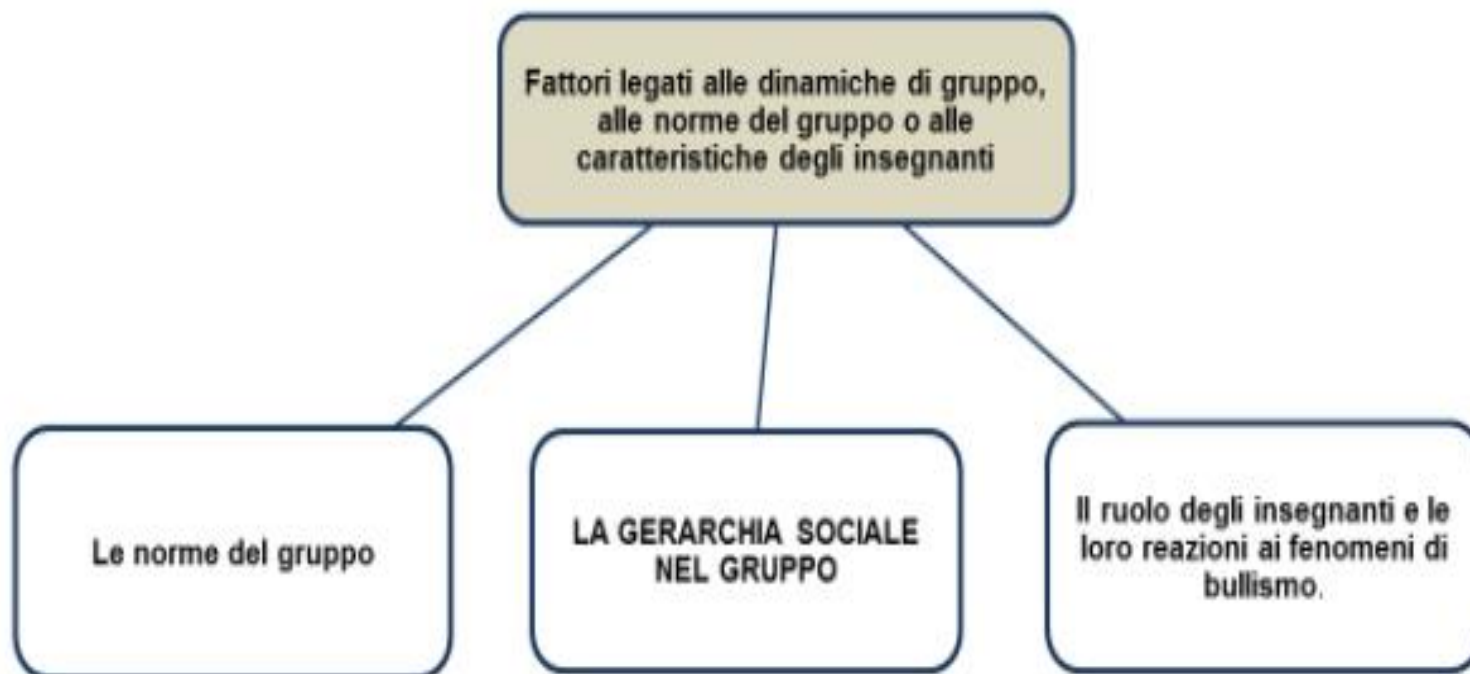 Fattori legati alle dinamiche di gruppo,
alle norme del gruppo o alle
caratteristiche degli insegnanti
Le norme del gruppo
LA GERARCHIA SOCIALE
NEL GRUPPO
Il ruolo degli insegnanti e le
loro reazioni ai fenomeni di
bullismo.